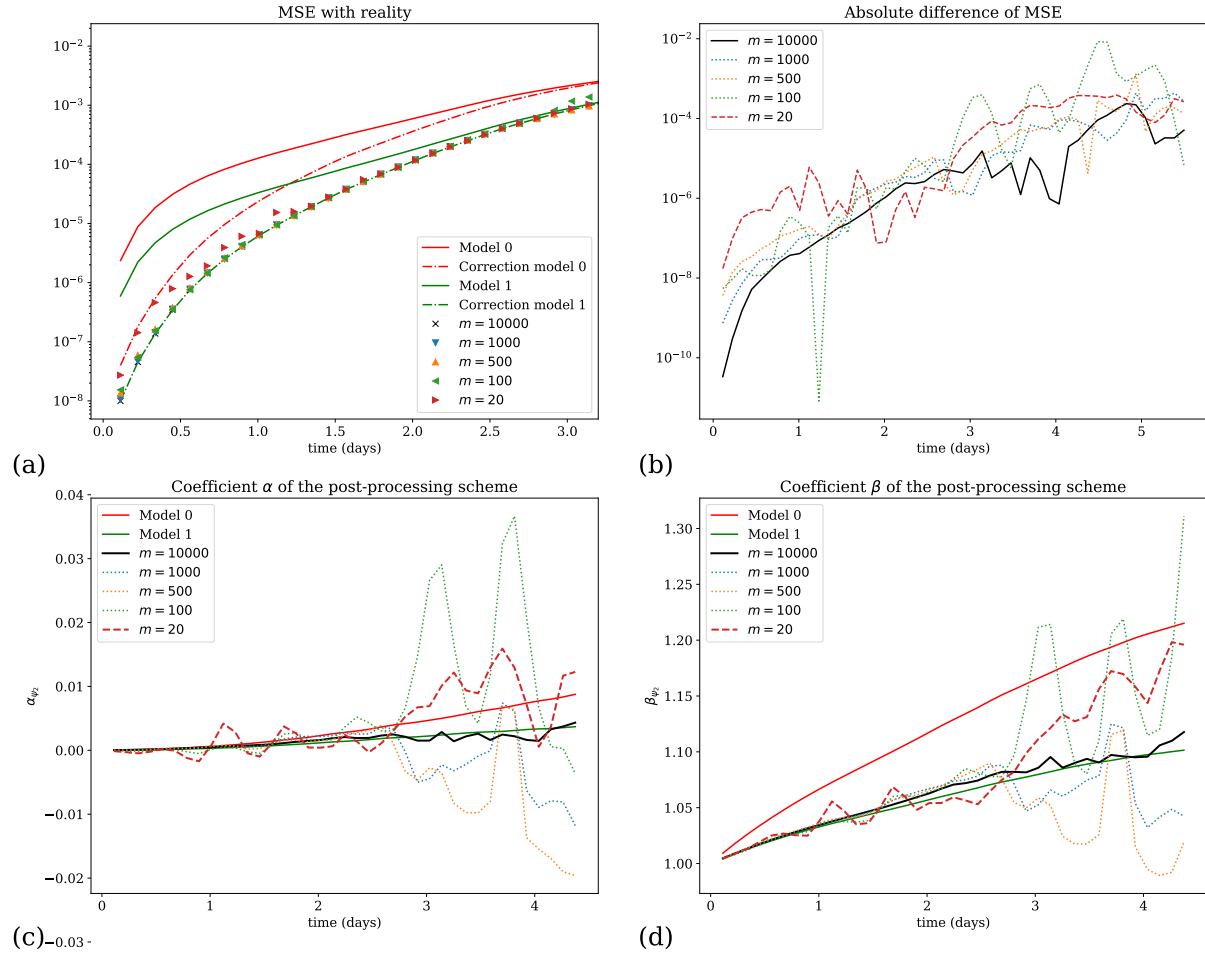 MSE with reality
10⁻²
10⁻³
10⁻⁴
10⁻⁵
10⁻⁶
10⁻⁷
10⁻⁸
Model 0
Correction model 0
Model 1
Correction model 1
m = 10000
m = 1000
m = 500
m = 100
m = 20
0.0 0.5 1.0 1.5 2.0 2.5 3.0
time (days)
(a)
Absolute difference of MSE
m = 10000
m = 1000
m = 500
m = 100
m = 20
10⁻²
10⁻⁴
10⁻⁶
10⁻⁸
10⁻¹⁰
0 1 2 3 4 5
time (days)
(b)
Coefficient α of the post-processing scheme
Model 0
Model 1
m = 10000
m = 1000
m = 500
m = 100
m = 20
0.04
0.03
0.02
0.01
0.00
−0.01
−0.02
−0.03
α_ψ₂
0 1 2 3 4
time (days)
(c)
Coefficient β of the post-processing scheme
Model 0
Model 1
m = 10000
m = 1000
m = 500
m = 100
m = 20
1.30
1.25
1.20
1.15
1.10
1.05
1.00
β_ψ₂
0 1 2 3 4
time (days)
(d)